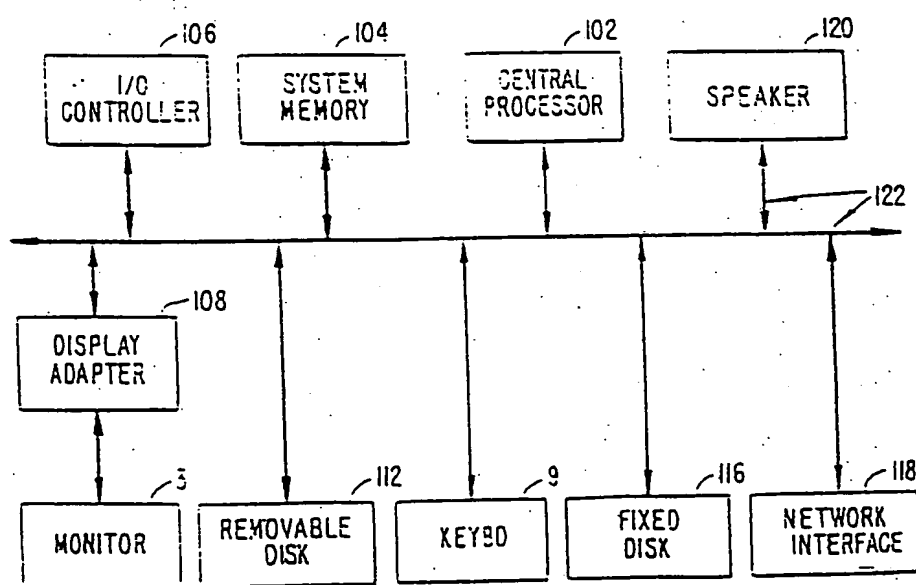 106
104
102
120
I/O
CONTROLLER
SYSTEM
MEMORY
CENTRAL
PROCESSOR
SPEAKER
122
108
DISPLAY
ADAPTER
3
112
9
116
118
MONITOR
REMOVABLE
DISK
KEYBD
FIXED
DISK
NETWORK
INTERFACE